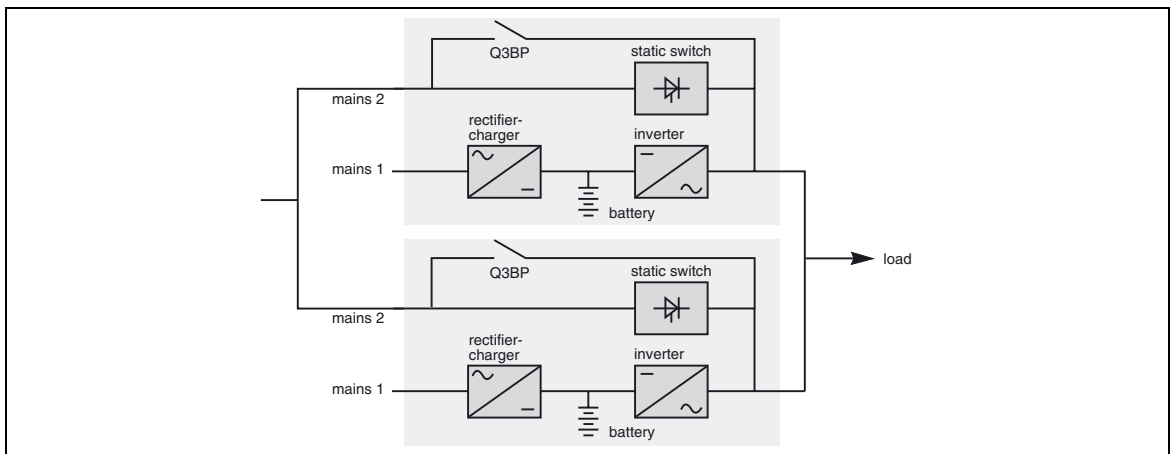 Q3BP
static switch
mains 2
rectifier-
charger
inverter
mains 1
battery
Q3BP
static switch
load
mains 2
rectifier-
charger
inverter
mains 1
battery